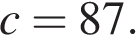 c = 87.